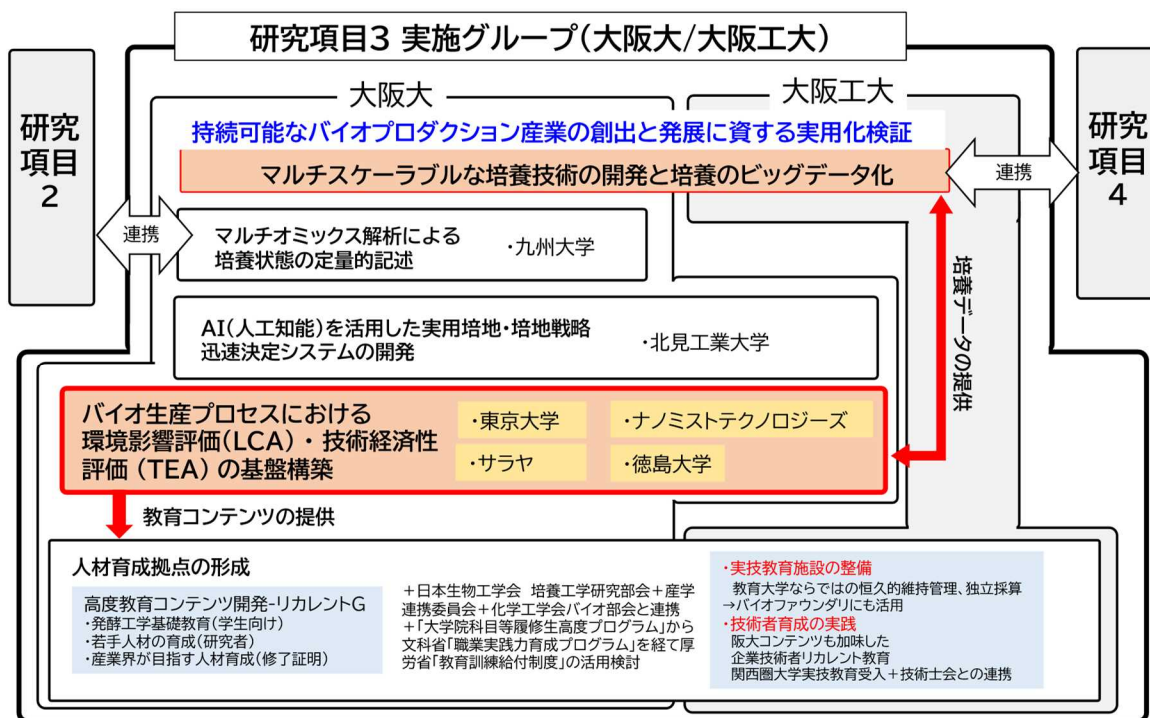 研究項目3 実施グループ(大阪大/大阪工大)
研究
項目
2
大阪大
大阪工大
研究
項目
4
持続可能なバイオプロダクション産業の創出と発展に資する実用化検証
マルチスケーラブルな培養技術の開発と培養のビッグデータ化
連携
連携
マルチオミックス解析による
培養状態の定量的記述
・九州大学
培養データの提供
AI(人工知能)を活用した実用培地・培地戦略
迅速決定システムの開発
・北見工業大学
バイオ生産プロセスにおける
環境影響評価(LCA)・技術経済性
評価(TEA)の基盤構築
・東京大学
・ナノミストテクノロジーズ
・サラヤ
・徳島大学
教育コンテンツの提供
人材育成拠点の形成
高度教育コンテンツ開発-リカレントG
・発酵工学基礎教育(学生向け)
・若手人材の育成(研究者)
・産業界が目指す人材育成(修了証明)
+日本生物工学会 培養工学研究部会+産学
連携委員会+化学工学会バイオ部会と連携
+「大学院科目等履修生高度プログラム」から
文科省「職業実践力育成プログラム」を経て厚
労省「教育訓練給付制度」の活用検討
・実技教育施設の整備
教育大学ならではの恒久的維持管理、独立採算
→バイオファウンダリにも活用
・技術者育成の実践
阪大コンテンツも加味した
企業技術者リカレント教育
関西圏大学実技教育受入+技術士会との連携